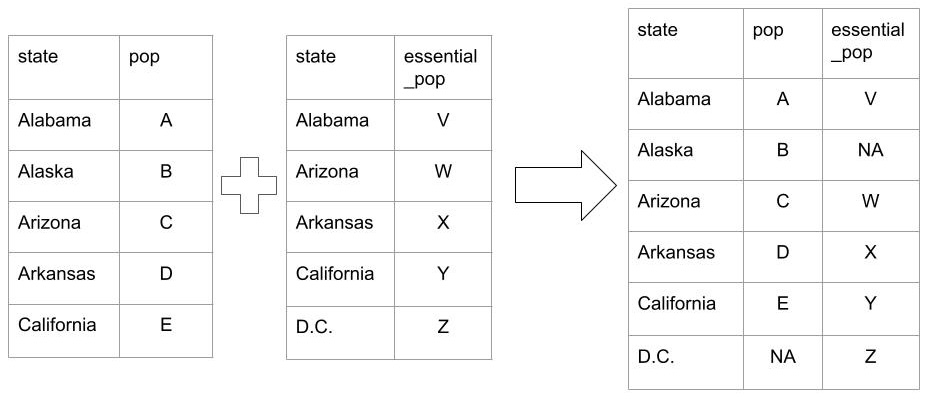 state pop
Alabama A
Alaska B
Arizona C
Arkansas D
California E
state essential
_pop
Alabama V
Arizona W
Arkansas X
California Y
D.C. Z
state pop essential
_pop
Alabama A V
Alaska B NA
Arizona C W
Arkansas D X
California E Y
D.C. NA Z